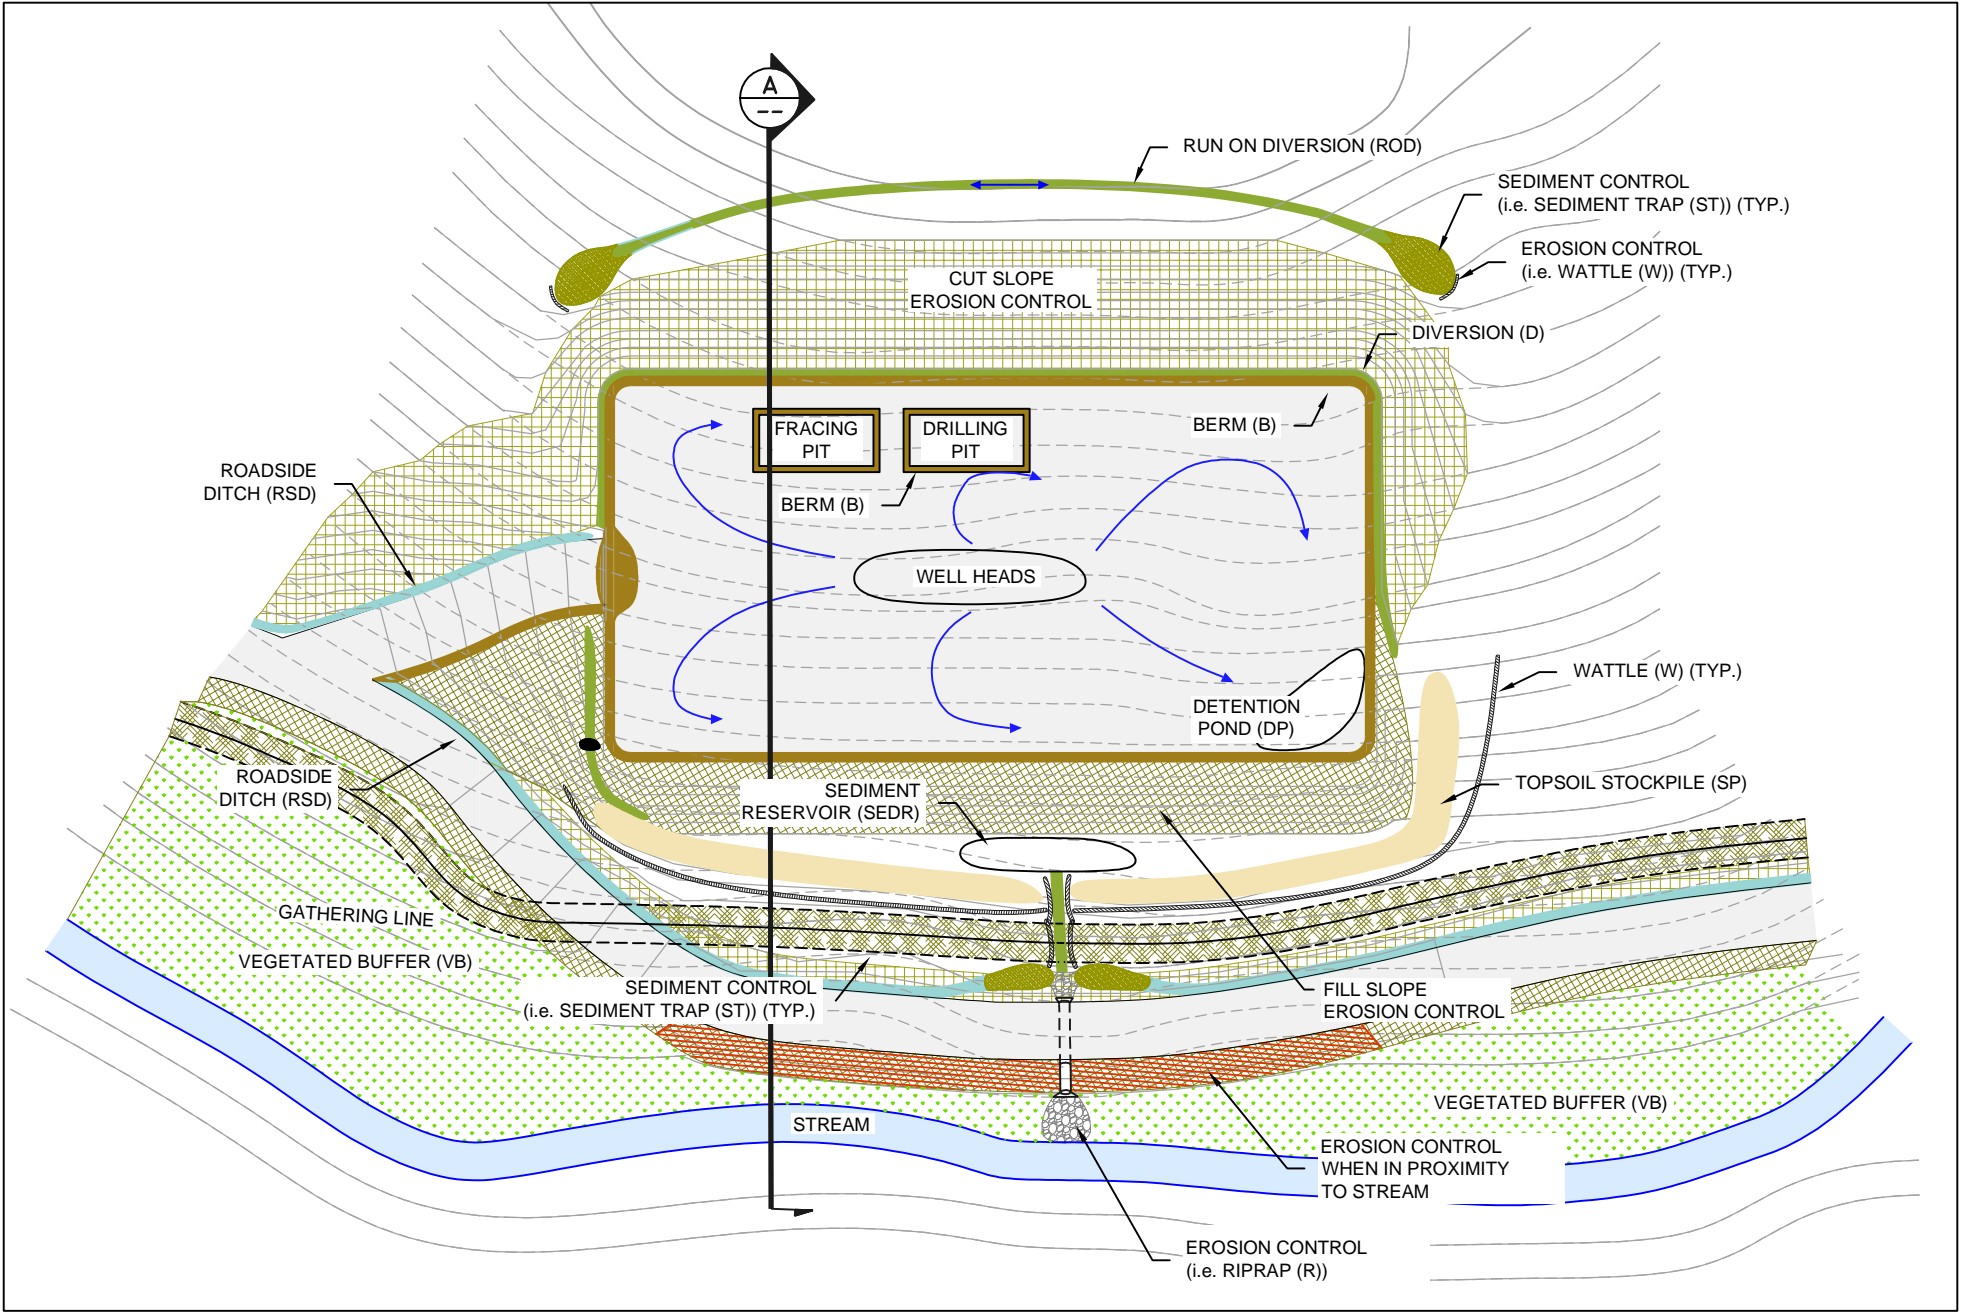 A
--
RUN ON DIVERSION (ROD)
SEDIMENT CONTROL
(i.e. SEDIMENT TRAP (ST)) (TYP.)
EROSION CONTROL
(i.e. WATTLE (W)) (TYP.)
CUT SLOPE
EROSION CONTROL
DIVERSION (D)
BERM (B)
FRACING
PIT
DRILLING
PIT
BERM (B)
ROADSIDE
DITCH (RSD)
WELL HEADS
WATTLE (W) (TYP.)
DETENTION
POND (DP)
ROADSIDE
DITCH (RSD)
SEDIMENT
RESERVOIR (SEDR)
TOPSOIL STOCKPILE (SP)
GATHERING LINE
VEGETATED BUFFER (VB)
SEDIMENT CONTROL
(i.e. SEDIMENT TRAP (ST)) (TYP.)
FILL SLOPE
EROSION CONTROL
VEGETATED BUFFER (VB)
STREAM
EROSION CONTROL
WHEN IN PROXIMITY
TO STREAM
EROSION CONTROL
(i.e. RIPRAP (R))